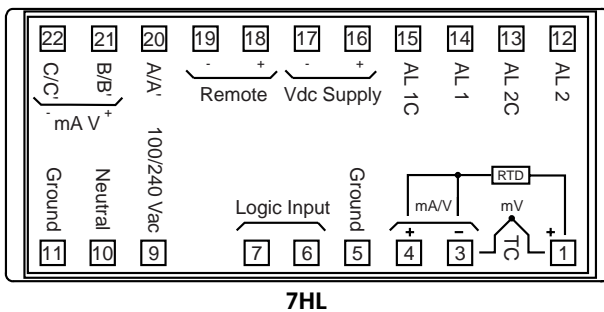 22 21 20 19 18 17 16 15 14 13 12
C/C' B/B' A/A' - + - + AL 1C AL 1 AL 2C AL 2
Remote Vdc Supply
- mA V +
Ground Neutral 100/240 Vac Ground RTD
Logic Input mA/V mV
+ − TC +
11 10 9 7 6 5 4 3 1
7HL